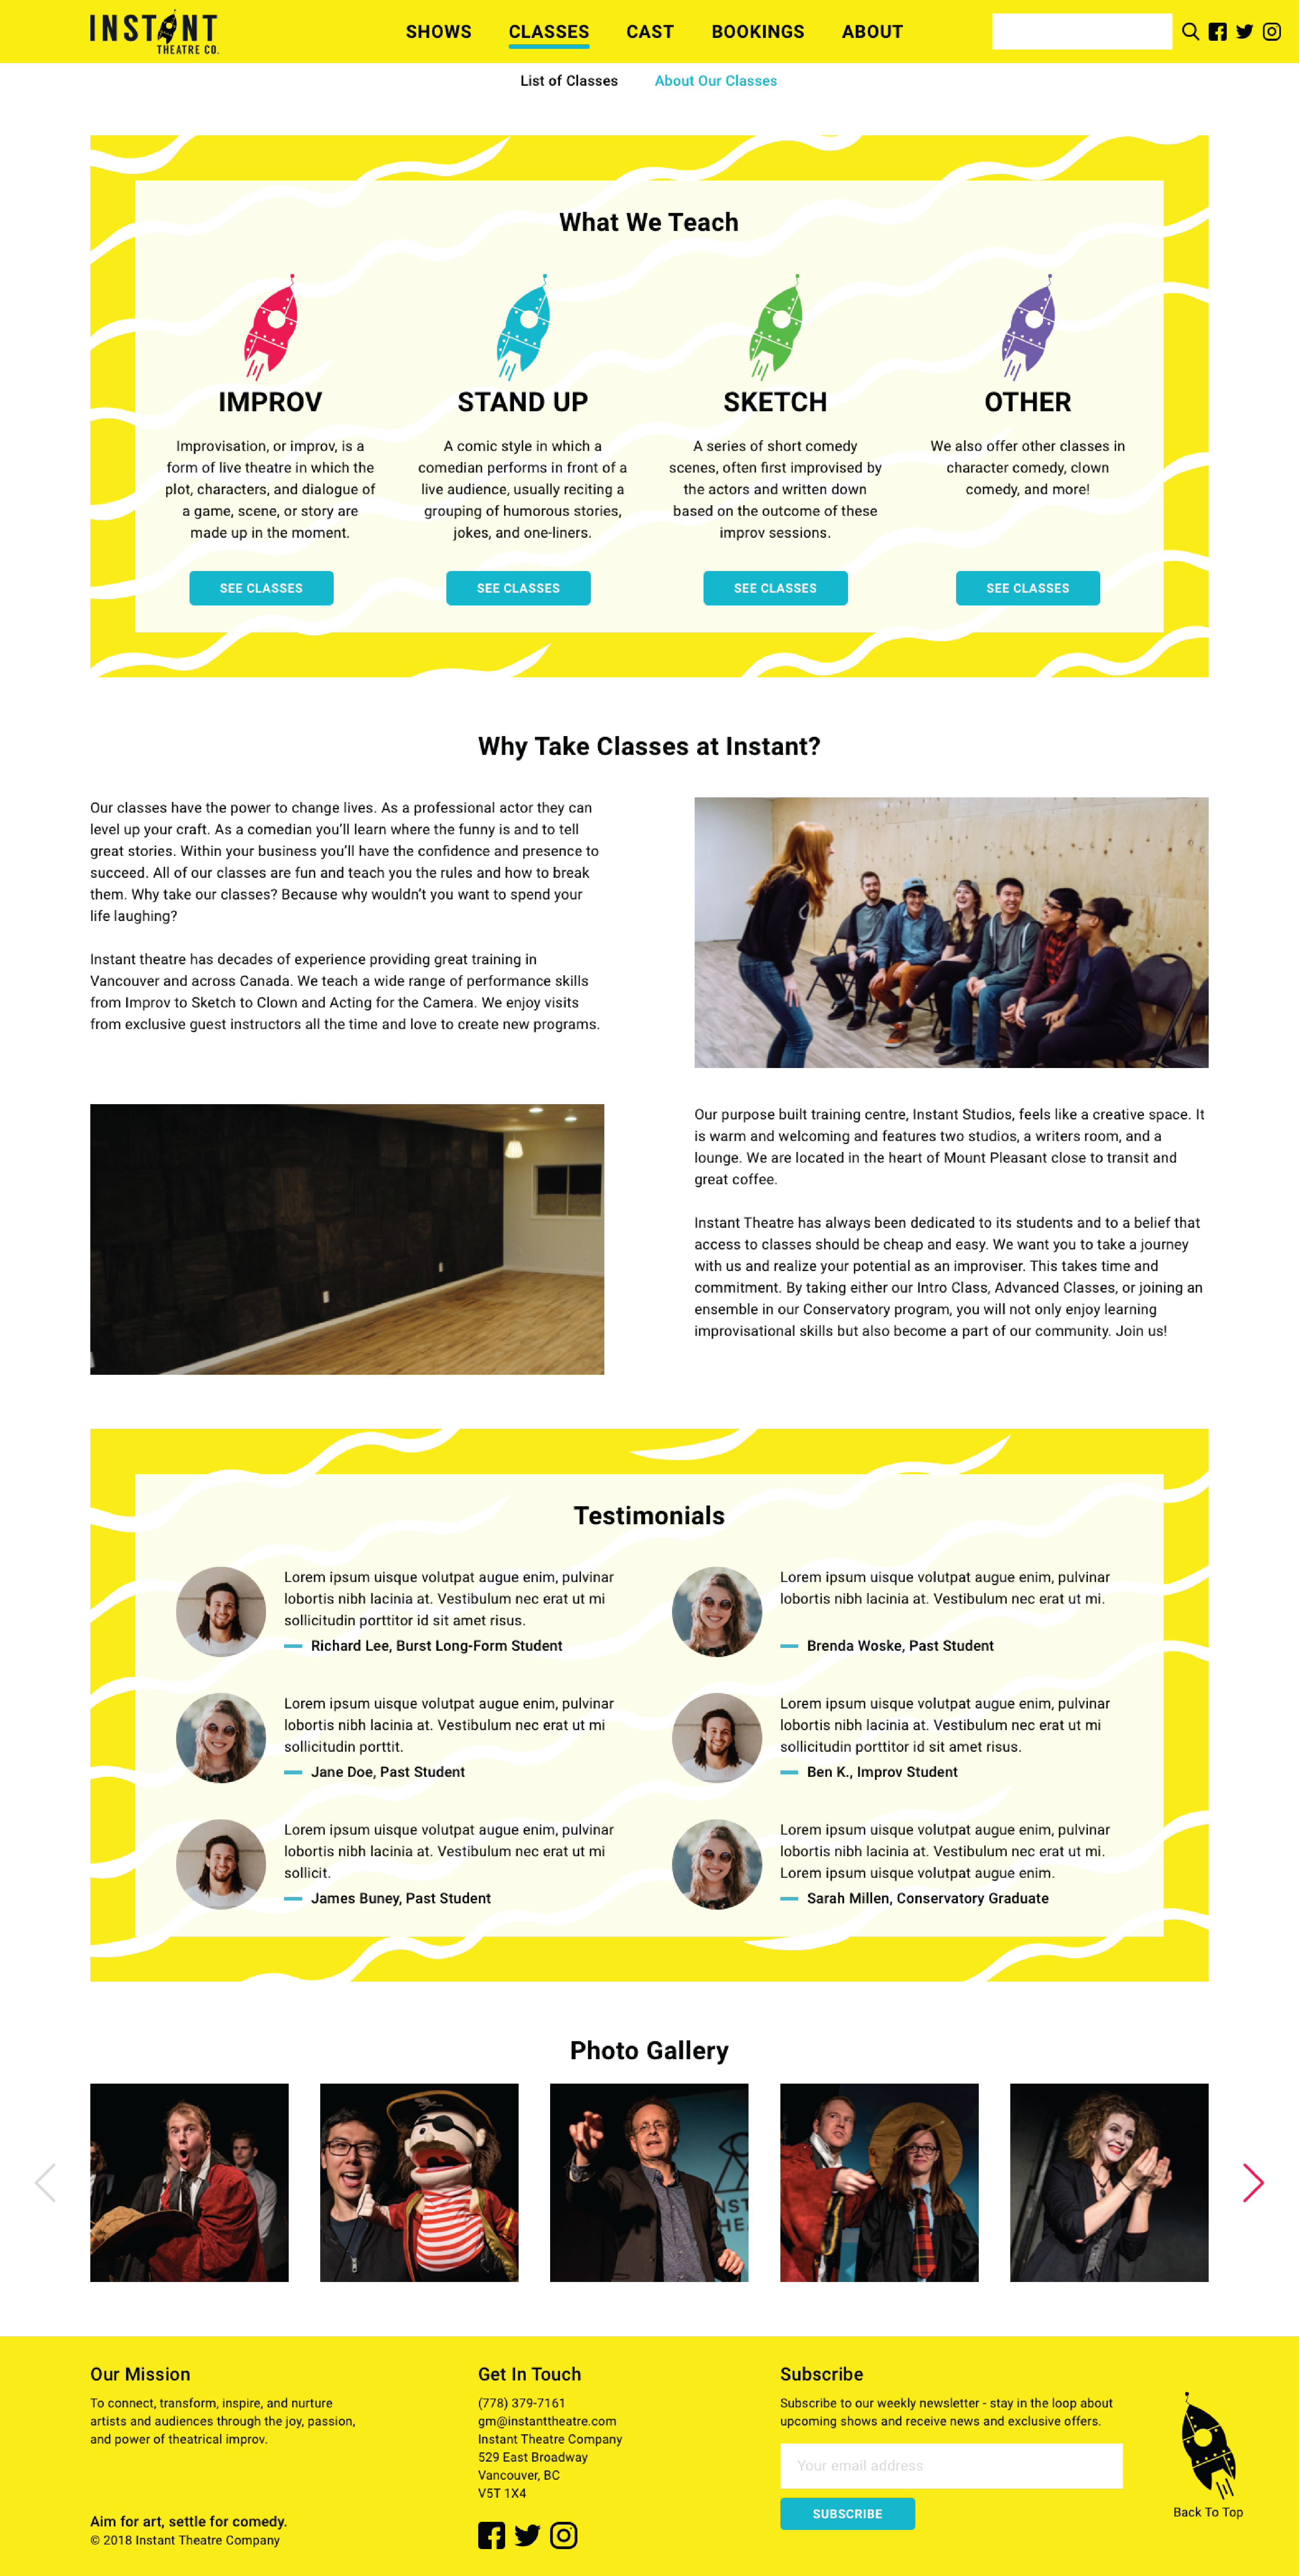 INSTANT
THEATRE CO.
SHOWS
CLASSES
CAST
BOOKINGS
ABOUT
List of Classes
About Our Classes
What We Teach
IMPROV
Improvisation, or improv, is a
form of live theatre in which the
plot, characters, and dialogue of
a game, scene, or story are
made up in the moment.
SEE CLASSES
STAND UP
A comic style in which a
comedian performs in front of a
live audience, usually reciting a
grouping of humorous stories,
jokes, and one-liners.
SEE CLASSES
SKETCH
A series of short comedy
scenes, often first improvised by
the actors and written down
based on the outcome of these
improv sessions.
SEE CLASSES
OTHER
We also offer other classes in
character comedy, clown
comedy, and more!
SEE CLASSES
Why Take Classes at Instant?
Our classes have the power to change lives. As a professional actor they can
level up your craft. As a comedian you’ll learn where the funny is and to tell
great stories. Within your business you’ll have the confidence and presence to
succeed. All of our classes are fun and teach you the rules and how to break
them. Why take our classes? Because why wouldn’t you want to spend your
life laughing?
Instant theatre has decades of experience providing great training in
Vancouver and across Canada. We teach a wide range of performance skills
from Improv to Sketch to Clown and Acting for the Camera. We enjoy visits
from exclusive guest instructors all the time and love to create new programs.
Our purpose built training centre, Instant Studios, feels like a creative space. It
is warm and welcoming and features two studios, a writers room, and a
lounge. We are located in the heart of Mount Pleasant close to transit and
great coffee.
Instant Theatre has always been dedicated to its students and to a belief that
access to classes should be cheap and easy. We want you to take a journey
with us and realize your potential as an improviser. This takes time and
commitment. By taking either our Intro Class, Advanced Classes, or joining an
ensemble in our Conservatory program, you will not only enjoy learning
improvisational skills but also become a part of our community. Join us!
Testimonials
Lorem ipsum uisque volutpat augue enim, pulvinar
lobortis nibh lacinia at. Vestibulum nec erat ut mi
sollicitudin porttitor id sit amet risus.
Richard Lee, Burst Long-Form Student
Lorem ipsum uisque volutpat augue enim, pulvinar
lobortis nibh lacinia at. Vestibulum nec erat ut mi.
Brenda Woske, Past Student
Lorem ipsum uisque volutpat augue enim, pulvinar
lobortis nibh lacinia at. Vestibulum nec erat ut mi
sollicitudin porttit.
Jane Doe, Past Student
Lorem ipsum uisque volutpat augue enim, pulvinar
lobortis nibh lacinia at. Vestibulum nec erat ut mi
sollicitudin porttitor id sit amet risus.
Ben K., Improv Student
Lorem ipsum uisque volutpat augue enim, pulvinar
lobortis nibh lacinia at. Vestibulum nec erat ut mi
sollicit.
James Buney, Past Student
Lorem ipsum uisque volutpat augue enim, pulvinar
lobortis nibh lacinia at. Vestibulum nec erat ut mi.
Lorem ipsum uisque volutpat augue enim.
Sarah Millen, Conservatory Graduate
Photo Gallery
NST
HE
Our Mission
To connect, transform, inspire, and nurture
artists and audiences through the joy, passion,
and power of theatrical improv.
Aim for art, settle for comedy.
© 2018 Instant Theatre Company
Get In Touch
(778) 379-7161
gm@instanttheatre.com
Instant Theatre Company
529 East Broadway
Vancouver, BC
V5T 1X4
Subscribe
Subscribe to our weekly newsletter - stay in the loop about
upcoming shows and receive news and exclusive offers.
Your email address
SUBSCRIBE
Back To Top